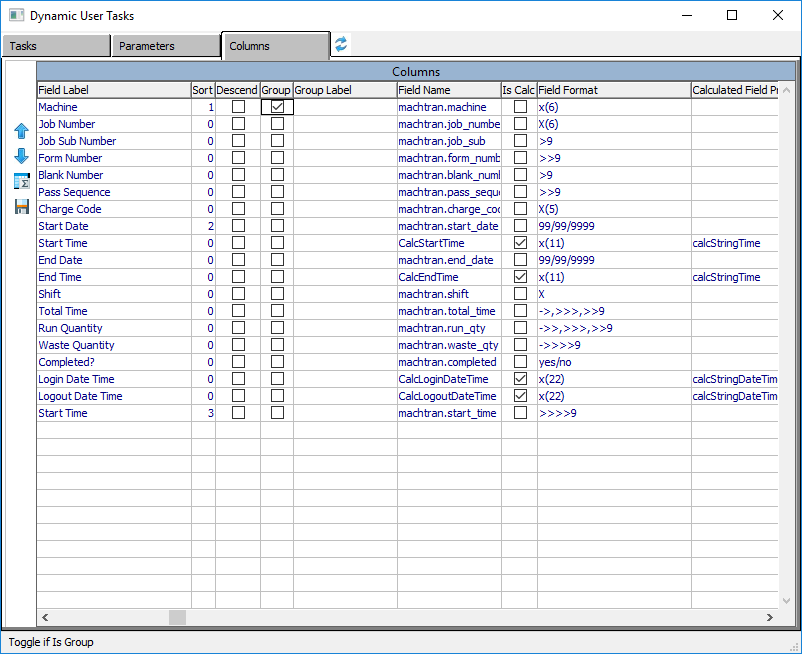 Dynamic User Tasks
Tasks Parameters Columns
Columns
Field Label Sort Descend Group Group Label Field Name Is Calc Field Format Calculated Field Pr
Machine 1 machtran.machine x(6)
Job Number 0 machtran.job_numbe X(6)
Job Sub Number 0 machtran.job_sub >9
Form Number 0 machtran.form_numb >>9
Blank Number 0 machtran.blank_numl >9
Pass Sequence 0 machtran.pass_seque >>9
Charge Code 0 machtran.charge_coc X(5)
Start Date 2 machtran.start_date 99/99/9999
Start Time 0 CalcStartTime x(11) calcStringTime
End Date 0 machtran.end_date 99/99/9999
End Time 0 CalcEndTime x(11) calcStringTime
Shift 0 machtran.shift X
Total Time 0 machtran.total_time ->,>>>,>>9
Run Quantity 0 machtran.run_qty ->>,>>>,>>9
Waste Quantity 0 machtran.waste_qty ->>>>9
Completed? 0 machtran.completed yes/no
Login Date Time 0 CalcLoginDateTime x(22) calcStringDateTim
Logout Date Time 0 CalcLogoutDateTime x(22) calcStringDateTim
Start Time 3 machtran.start_time >>>>9
Toggle if Is Group